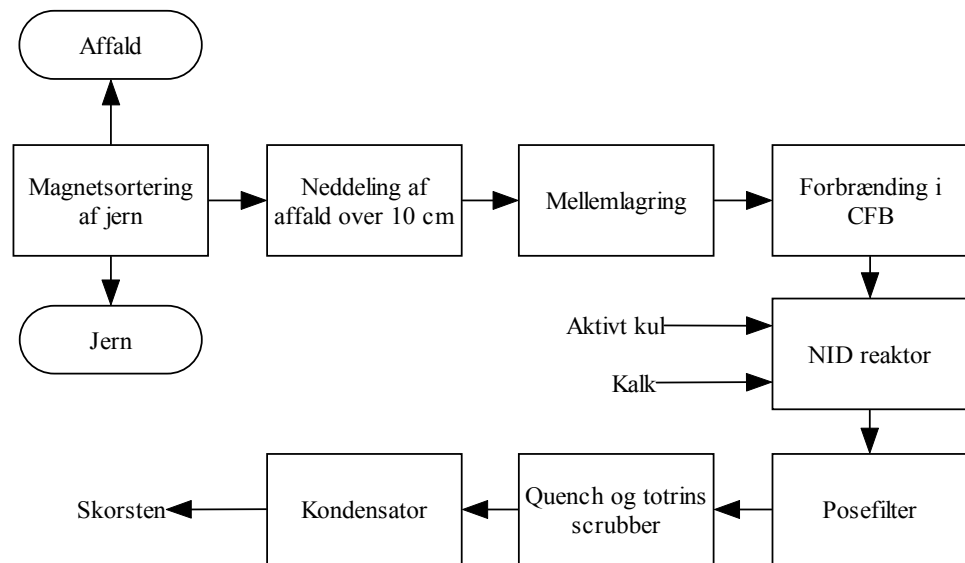 Affald
Magnetsortering
af jern
Neddeling af
affald over 10 cm
Mellemlagring
Forbrænding i
CFB
Jern
Aktivt kul
Kalk
NID reaktor
Skorsten
Kondensator
Quench og totrins
scrubber
Posefilter